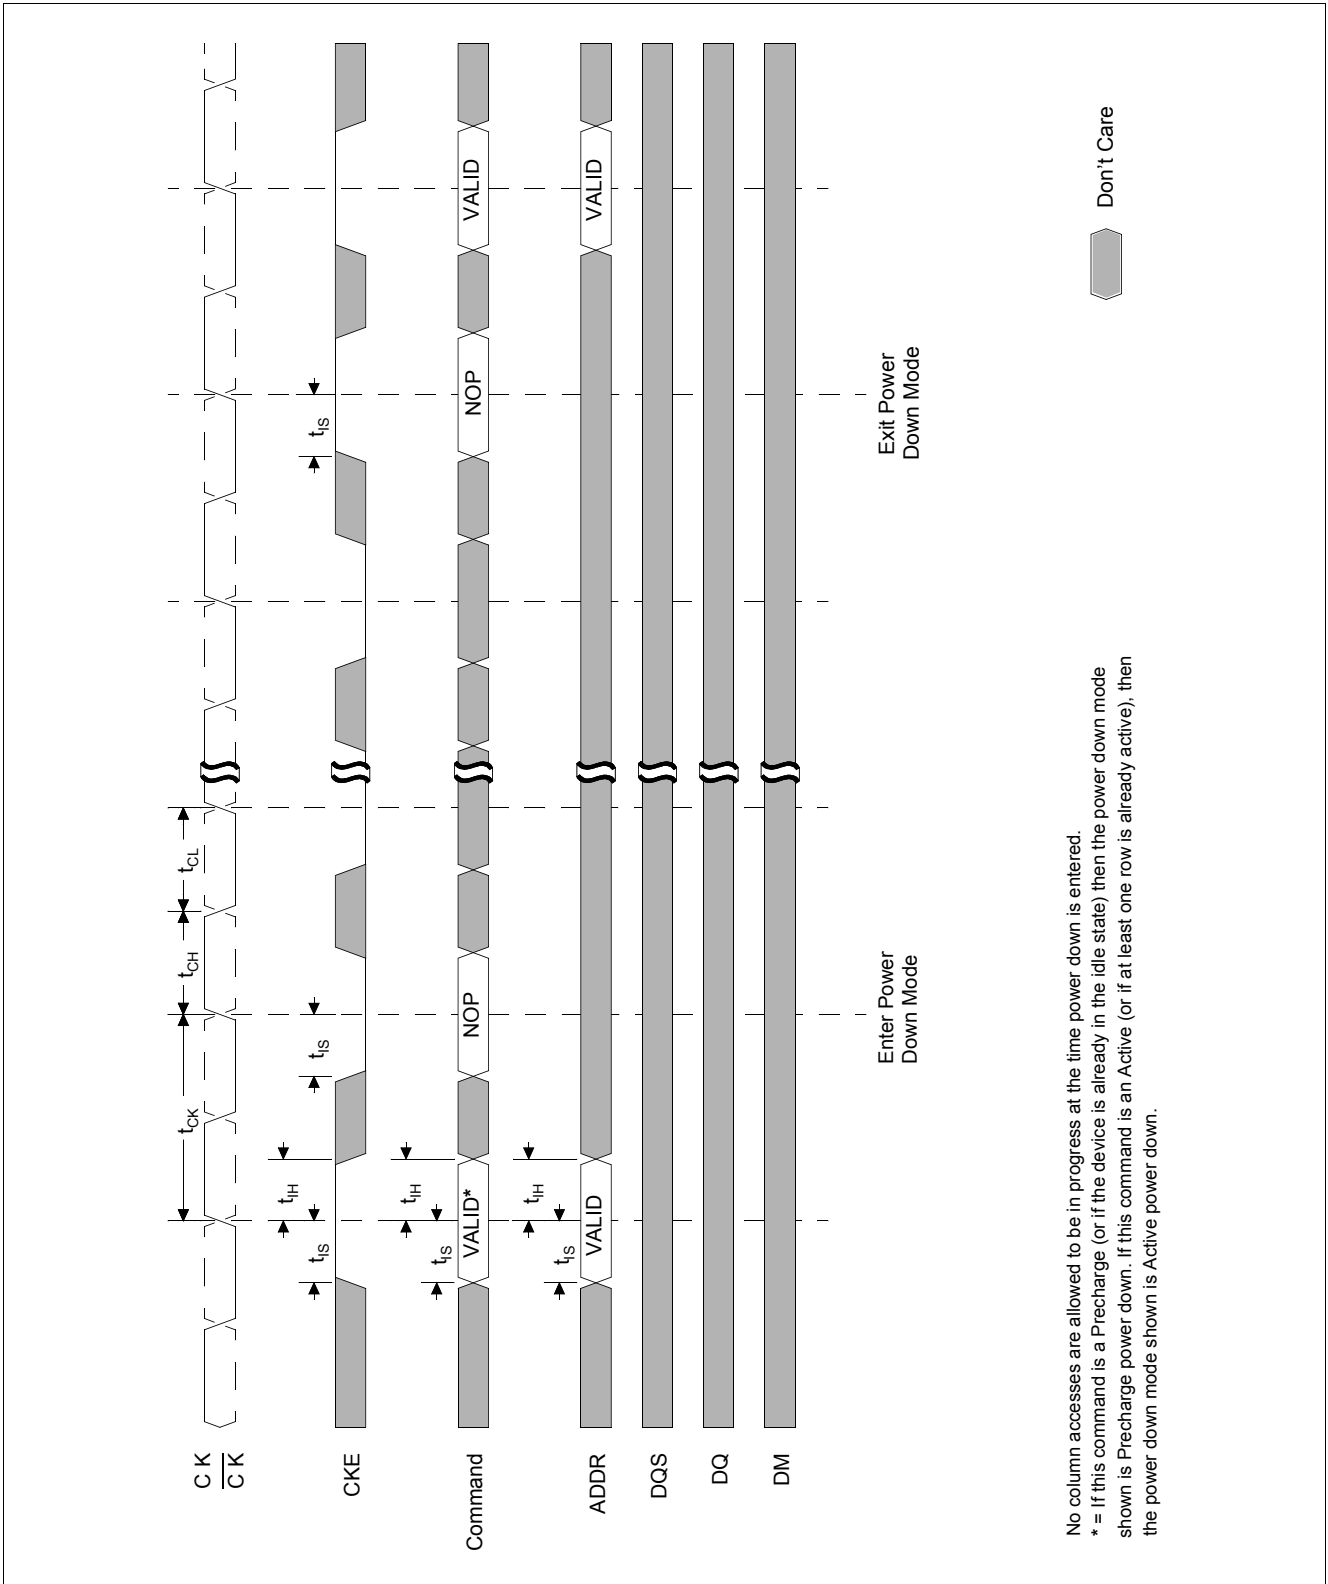 tCK
tCH
tCL
CK
CK
tIS
tIH
tIS
tIS
CKE
tIS
tIH
Command
VALID*
NOP
NOP
VALID
tIS
tIH
ADDR
VALID
VALID
DQS
DQ
DM
Enter Power
Down Mode
Exit Power
Down Mode
No column accesses are allowed to be in progress at the time power down is entered.
* = If this command is a Precharge (or if the device is already in the idle state) then the power down mode
shown is Precharge power down. If this command is an Active (or if at least one row is already active), then
the power down mode shown is Active power down.
Don't Care